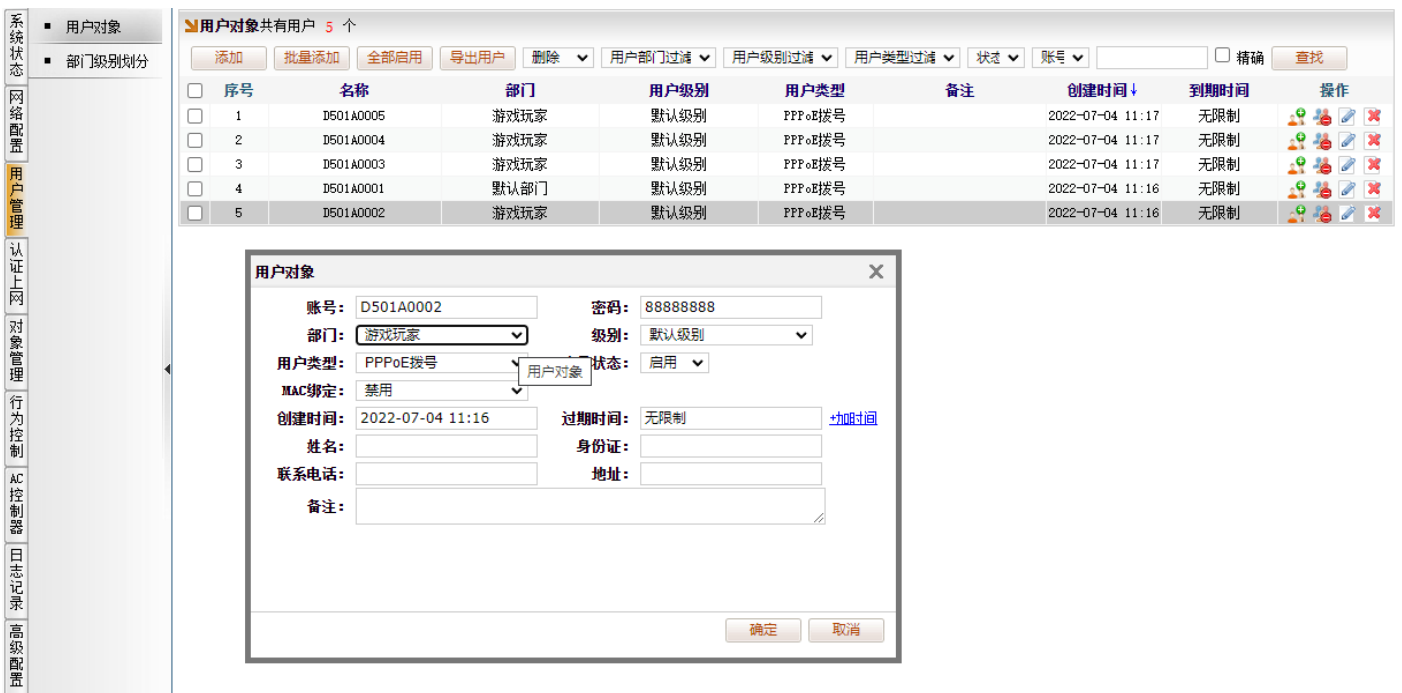 系统状态
网络配置
用户管理
认证上网
对象管理
行为控制
AC控制器
日志记录
高级配置
用户对象
部门级别划分
用户对象共有用户 5 个
添加 批量添加 全部启用 导出用户 删除 用户部门过滤 用户级别过滤 用户类型过滤 状态 账号 精确 查找
序号 名称 部门 用户级别 用户类型 备注 创建时间↓ 到期时间 操作
1 D501A0005 游戏玩家 默认级别 PPPoE拨号 2022-07-04 11:17 无限制
2 D501A0004 游戏玩家 默认级别 PPPoE拨号 2022-07-04 11:17 无限制
3 D501A0003 游戏玩家 默认级别 PPPoE拨号 2022-07-04 11:17 无限制
4 D501A0001 默认部门 默认级别 PPPoE拨号 2022-07-04 11:16 无限制
5 D501A0002 游戏玩家 默认级别 PPPoE拨号 2022-07-04 11:16 无限制
用户对象
账号： D501A0002 密码： 88888888
部门： 游戏玩家 级别： 默认级别
用户类型： PPPoE拨号 状态： 启用
用户对象
MAC绑定： 禁用
创建时间： 2022-07-04 11:16 过期时间： 无限制 +加时间
姓名： 身份证：
联系电话： 地址：
备注：
确定 取消